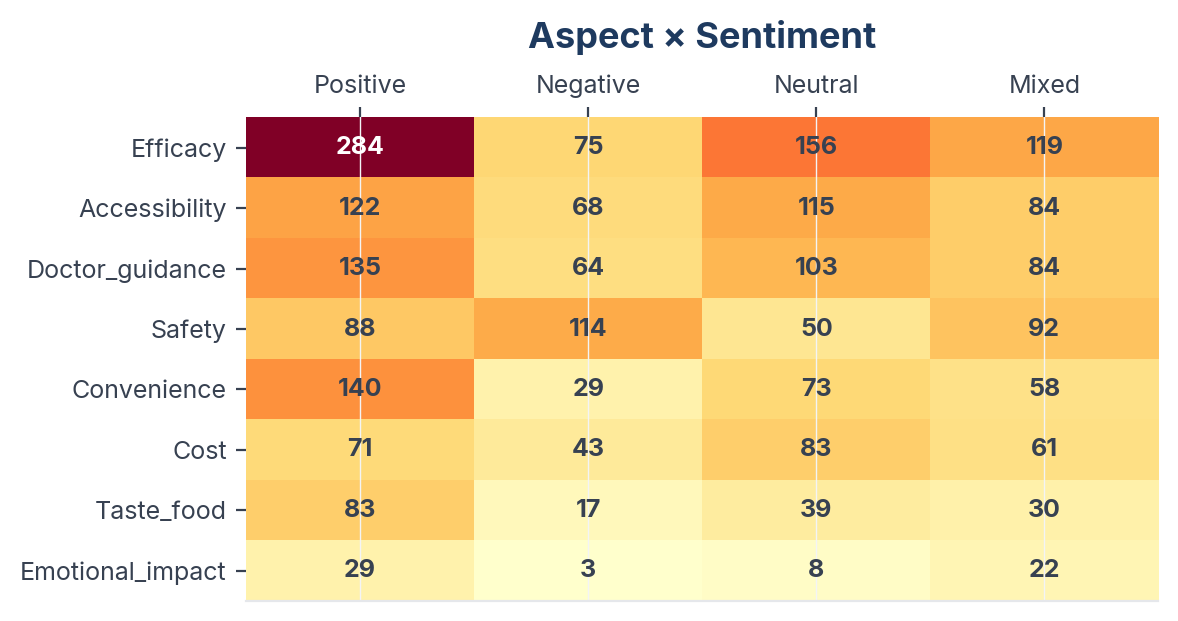 Aspect × Sentiment
Positive Negative Neutral Mixed
Efficacy 284 75 156 119
Accessibility 122 68 115 84
Doctor_guidance 135 64 103 84
Safety 88 114 50 92
Convenience 140 29 73 58
Cost 71 43 83 61
Taste_food 83 17 39 30
Emotional_impact 29 3 8 22